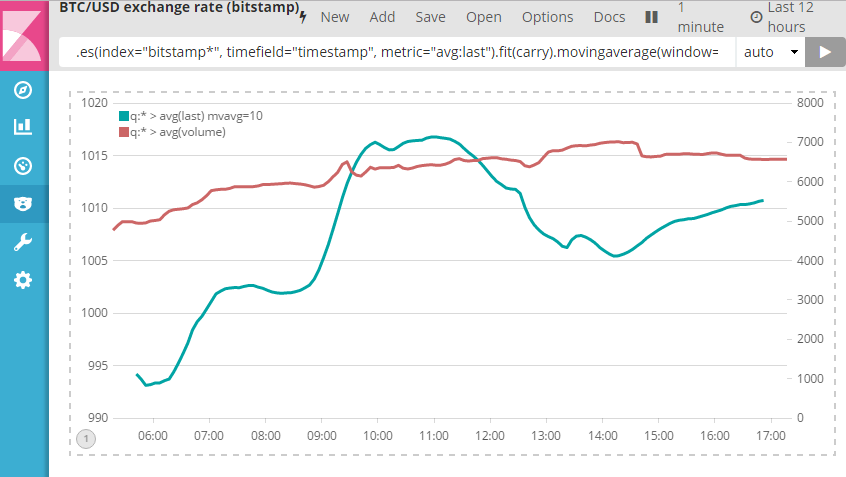 BTC/USD exchange rate (bitstamp)
New Add Save Open Options Docs 1 minute Last 12 hours
.es(index="bitstamp*", timefield="timestamp", metric="avg:last").fit(carry).movingaverage(window=
auto
q:* > avg(last) mvavg=10
q:* > avg(volume)
1020
1015
1010
1005
1000
995
990
8000
7000
6000
5000
4000
3000
2000
1000
0
06:00 07:00 08:00 09:00 10:00 11:00 12:00 13:00 14:00 15:00 16:00 17:00
1